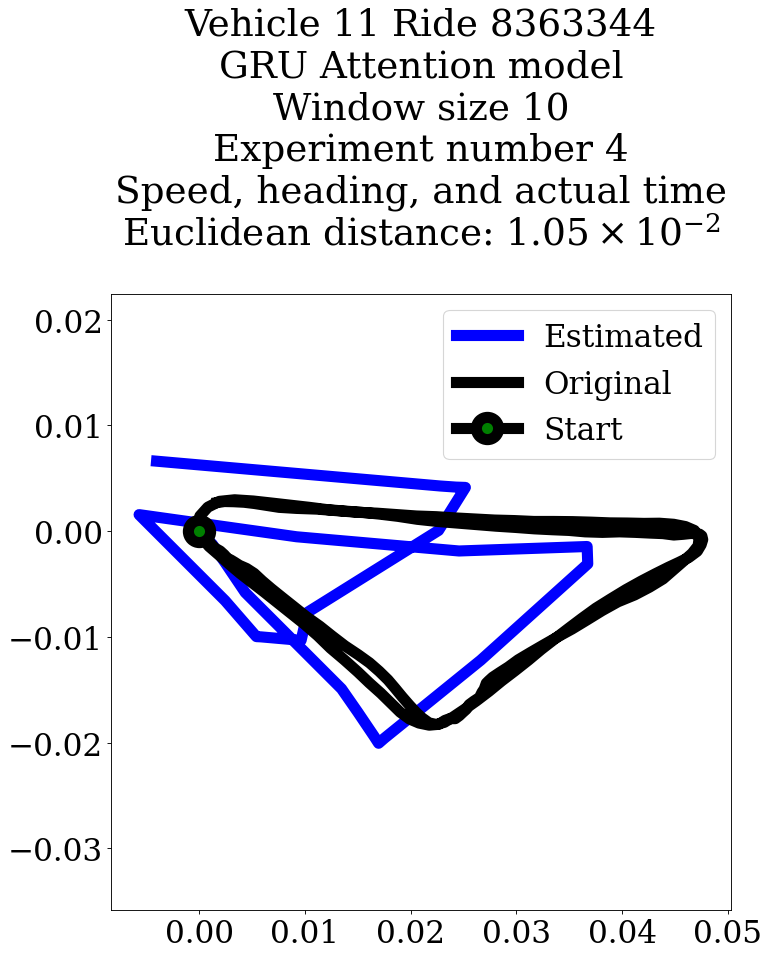 Vehicle 11 Ride 8363344
GRU Attention model
Window size 10
Experiment number 4
Speed, heading, and actual time
Euclidean distance: 1.05 × 10⁻²
Estimated
Original
Start
0.02
0.01
0.00
−0.01
−0.02
−0.03
0.00 0.01 0.02 0.03 0.04 0.05